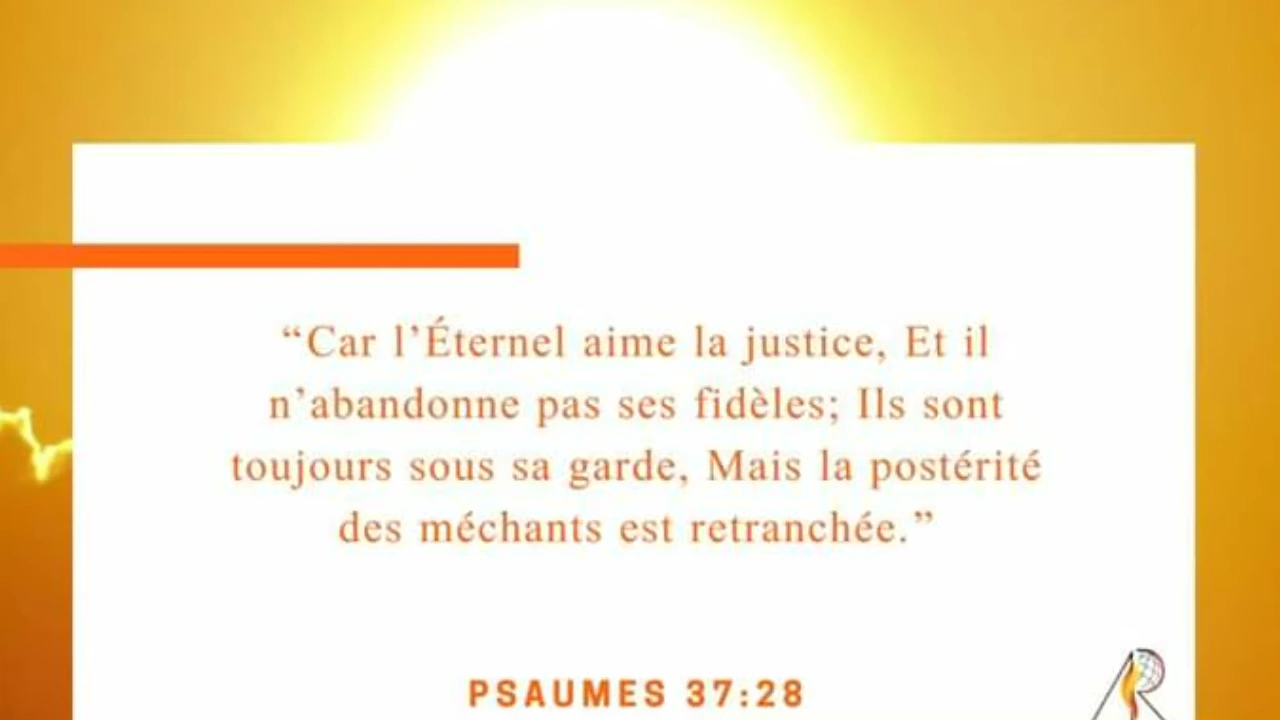 “Car l’Éternel aime la justice, Et il
n’abandonne pas ses fidèles; Ils sont
toujours sous sa garde, Mais la postérité
des méchants est retranchée.”
PSAUMES 37:28